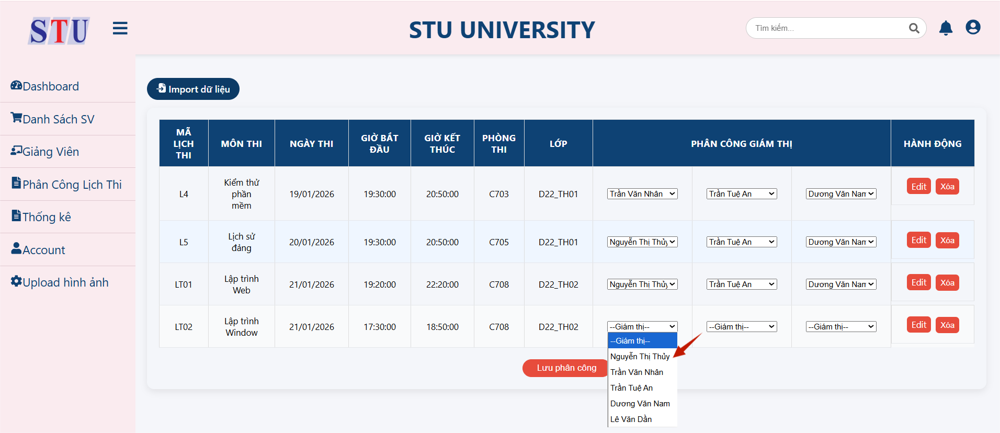 STU
STU UNIVERSITY
Tìm kiếm...
Dashboard
Danh Sách SV
Giảng Viên
Phân Công Lịch Thi
Thống kê
Account
Upload hình ảnh
Import dữ liệu
MÃ LỊCH THI MÔN THI NGÀY THI GIỜ BẮT ĐẦU GIỜ KẾT THÚC PHÒNG THI LỚP PHÂN CÔNG GIÁM THỊ HÀNH ĐỘNG
L4 Kiểm thử phần mềm 19/01/2026 19:30:00 20:50:00 C703 D22_TH01 Trần Văn Nhân Trần Tuệ An Dương Văn Nam Edit Xóa
L5 Lịch sử đảng 20/01/2026 19:30:00 20:50:00 C705 D22_TH01 Nguyễn Thị Thủy Trần Tuệ An Dương Văn Nam Edit Xóa
LT01 Lập trình Web 21/01/2026 19:20:00 22:20:00 C708 D22_TH02 Nguyễn Thị Thủy Trần Tuệ An Dương Văn Nam Edit Xóa
LT02 Lập trình Window 21/01/2026 17:30:00 18:50:00 C708 D22_TH02 --Giám thị-- --Giám thị-- --Giám thị-- Edit Xóa
--Giám thị--
Nguyễn Thị Thủy
Trần Văn Nhân
Trần Tuệ An
Dương Văn Nam
Lê Văn Dần
Lưu phân công